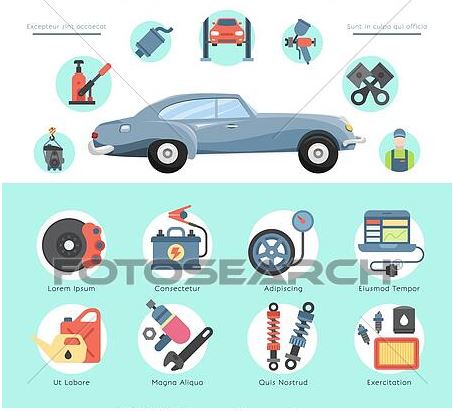 Excepteur sint occaecat
Sunt in culpa qui officia
Lorem Ipsum
Consectetur
Adipiscing
Eiusmod Tempor
FOTOSEARCH
Ut Labore
Magna Aliqua
Quis Nostrud
Exercitation